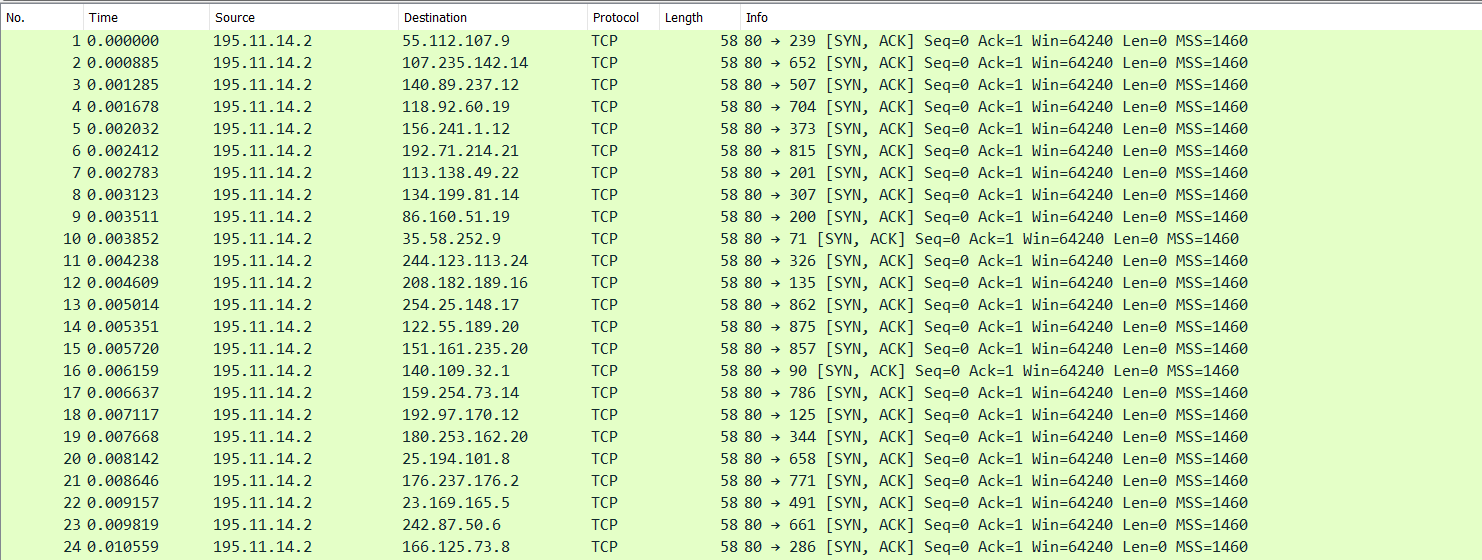 No. Time Source Destination Protocol Length Info
1 0.000000 195.11.14.2 55.112.107.9 TCP 58 80 → 239 [SYN, ACK] Seq=0 Ack=1 Win=64240 Len=0 MSS=1460
2 0.000885 195.11.14.2 107.235.142.14 TCP 58 80 → 652 [SYN, ACK] Seq=0 Ack=1 Win=64240 Len=0 MSS=1460
3 0.001285 195.11.14.2 140.89.237.12 TCP 58 80 → 507 [SYN, ACK] Seq=0 Ack=1 Win=64240 Len=0 MSS=1460
4 0.001678 195.11.14.2 118.92.60.19 TCP 58 80 → 704 [SYN, ACK] Seq=0 Ack=1 Win=64240 Len=0 MSS=1460
5 0.002032 195.11.14.2 156.241.1.12 TCP 58 80 → 373 [SYN, ACK] Seq=0 Ack=1 Win=64240 Len=0 MSS=1460
6 0.002412 195.11.14.2 192.71.214.21 TCP 58 80 → 815 [SYN, ACK] Seq=0 Ack=1 Win=64240 Len=0 MSS=1460
7 0.002783 195.11.14.2 113.138.49.22 TCP 58 80 → 201 [SYN, ACK] Seq=0 Ack=1 Win=64240 Len=0 MSS=1460
8 0.003123 195.11.14.2 134.199.81.14 TCP 58 80 → 307 [SYN, ACK] Seq=0 Ack=1 Win=64240 Len=0 MSS=1460
9 0.003511 195.11.14.2 86.160.51.19 TCP 58 80 → 200 [SYN, ACK] Seq=0 Ack=1 Win=64240 Len=0 MSS=1460
10 0.003852 195.11.14.2 35.58.252.9 TCP 58 80 → 71 [SYN, ACK] Seq=0 Ack=1 Win=64240 Len=0 MSS=1460
11 0.004238 195.11.14.2 244.123.113.24 TCP 58 80 → 326 [SYN, ACK] Seq=0 Ack=1 Win=64240 Len=0 MSS=1460
12 0.004609 195.11.14.2 208.182.189.16 TCP 58 80 → 135 [SYN, ACK] Seq=0 Ack=1 Win=64240 Len=0 MSS=1460
13 0.005014 195.11.14.2 254.25.148.17 TCP 58 80 → 862 [SYN, ACK] Seq=0 Ack=1 Win=64240 Len=0 MSS=1460
14 0.005351 195.11.14.2 122.55.189.20 TCP 58 80 → 875 [SYN, ACK] Seq=0 Ack=1 Win=64240 Len=0 MSS=1460
15 0.005720 195.11.14.2 151.161.235.20 TCP 58 80 → 857 [SYN, ACK] Seq=0 Ack=1 Win=64240 Len=0 MSS=1460
16 0.006159 195.11.14.2 140.109.32.1 TCP 58 80 → 90 [SYN, ACK] Seq=0 Ack=1 Win=64240 Len=0 MSS=1460
17 0.006637 195.11.14.2 159.254.73.14 TCP 58 80 → 786 [SYN, ACK] Seq=0 Ack=1 Win=64240 Len=0 MSS=1460
18 0.007117 195.11.14.2 192.97.170.12 TCP 58 80 → 125 [SYN, ACK] Seq=0 Ack=1 Win=64240 Len=0 MSS=1460
19 0.007668 195.11.14.2 180.253.162.20 TCP 58 80 → 344 [SYN, ACK] Seq=0 Ack=1 Win=64240 Len=0 MSS=1460
20 0.008142 195.11.14.2 25.194.101.8 TCP 58 80 → 658 [SYN, ACK] Seq=0 Ack=1 Win=64240 Len=0 MSS=1460
21 0.008646 195.11.14.2 176.237.176.2 TCP 58 80 → 771 [SYN, ACK] Seq=0 Ack=1 Win=64240 Len=0 MSS=1460
22 0.009157 195.11.14.2 23.169.165.5 TCP 58 80 → 491 [SYN, ACK] Seq=0 Ack=1 Win=64240 Len=0 MSS=1460
23 0.009819 195.11.14.2 242.87.50.6 TCP 58 80 → 661 [SYN, ACK] Seq=0 Ack=1 Win=64240 Len=0 MSS=1460
24 0.010559 195.11.14.2 166.125.73.8 TCP 58 80 → 286 [SYN, ACK] Seq=0 Ack=1 Win=64240 Len=0 MSS=1460